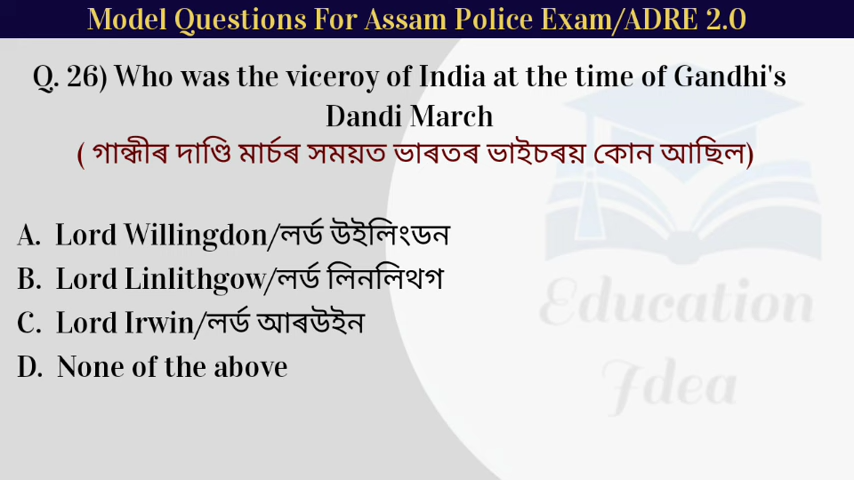 Model Questions For Assam Police Exam/ADRE 2.0
Q. 26) Who was the viceroy of India at the time of Gandhi's
Dandi March
( গান্ধীৰ দাণ্ডি মাৰ্চৰ সময়ত ভাৰতৰ ভাইচৰয় কোন আছিল)
A. Lord Willingdon/লৰ্ড উইলিংডন
B. Lord Linlithgow/লৰ্ড লিনলিথগ
C. Lord Irwin/লৰ্ড আৰউইন
D. None of the above
Education
Idea